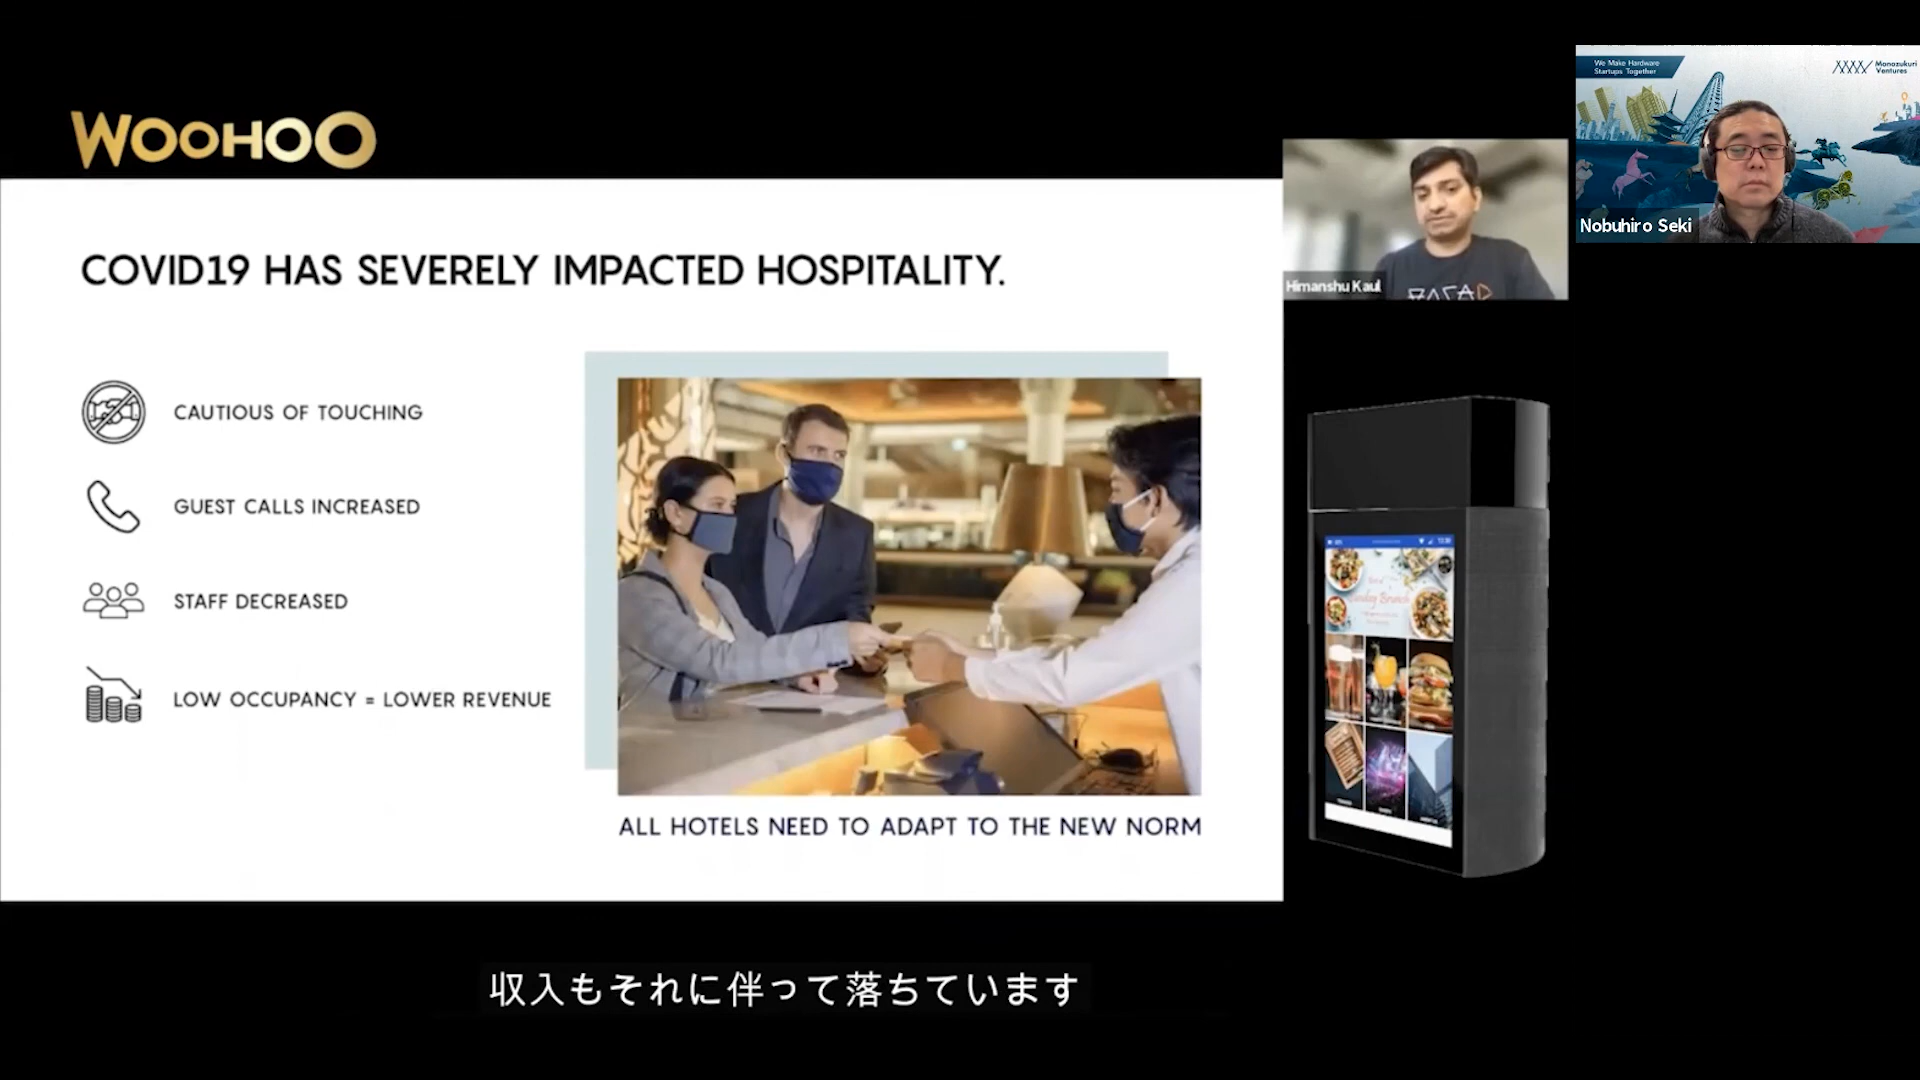 We Make Hardware
Startups Together
Monozukuri
Ventures
WOOHOO
Nobuhiro Seki
Himanshu Kaul
COVID19 HAS SEVERELY IMPACTED HOSPITALITY.
CAUTIOUS OF TOUCHING
GUEST CALLS INCREASED
STAFF DECREASED
LOW OCCUPANCY = LOWER REVENUE
ALL HOTELS NEED TO ADAPT TO THE NEW NORM
Sunday Brunch
収入もそれに伴って落ちています